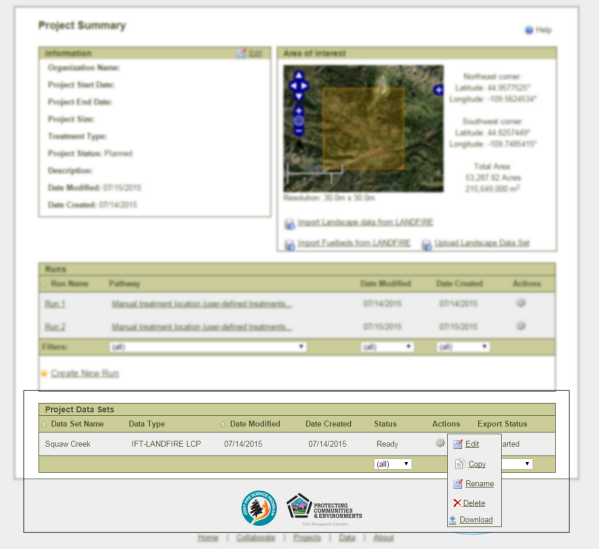 Project Summary
Help
Information
Edit
Area of Interest
Organization Name:
Project Start Date:
Project End Date:
Project Size:
Treatment Type:
Project Status: Planned
Description:
Date Modified: 07/15/2015
Date Created: 07/14/2015
Northeast corner:
Latitude: 44.9577525°
Longitude: -109.5624534°
Southwest corner:
Latitude: 44.8257449°
Longitude: -109.7485415°
Total Area:
53,287.82 Acres
215,649,000 m²
Resolution: 30.0m x 30.0m
Import Landscape data from LANDFIRE
Import Fuelbeds from LANDFIRE Upload Landscape Data Set
Runs
Run Name Pathway Date Modified Date Created Actions
Run 1 Manual treatment location (user-defined treatments... 07/14/2015 07/14/2015
Run 2 Manual treatment location (user-defined treatments... 07/15/2015 07/15/2015
Filters: (all) (all) (all)
Create New Run
Project Data Sets
Data Set Name Data Type Date Modified Date Created Status Actions Export Status
Squaw Creek IFT-LANDFIRE LCP 07/14/2015 07/14/2015 Ready arted
(all)
Edit
Copy
Rename
Delete
Download
PROTECTING
COMMUNITIES
& ENVIRONMENTS
Home | Collaborate | Projects | Data | About